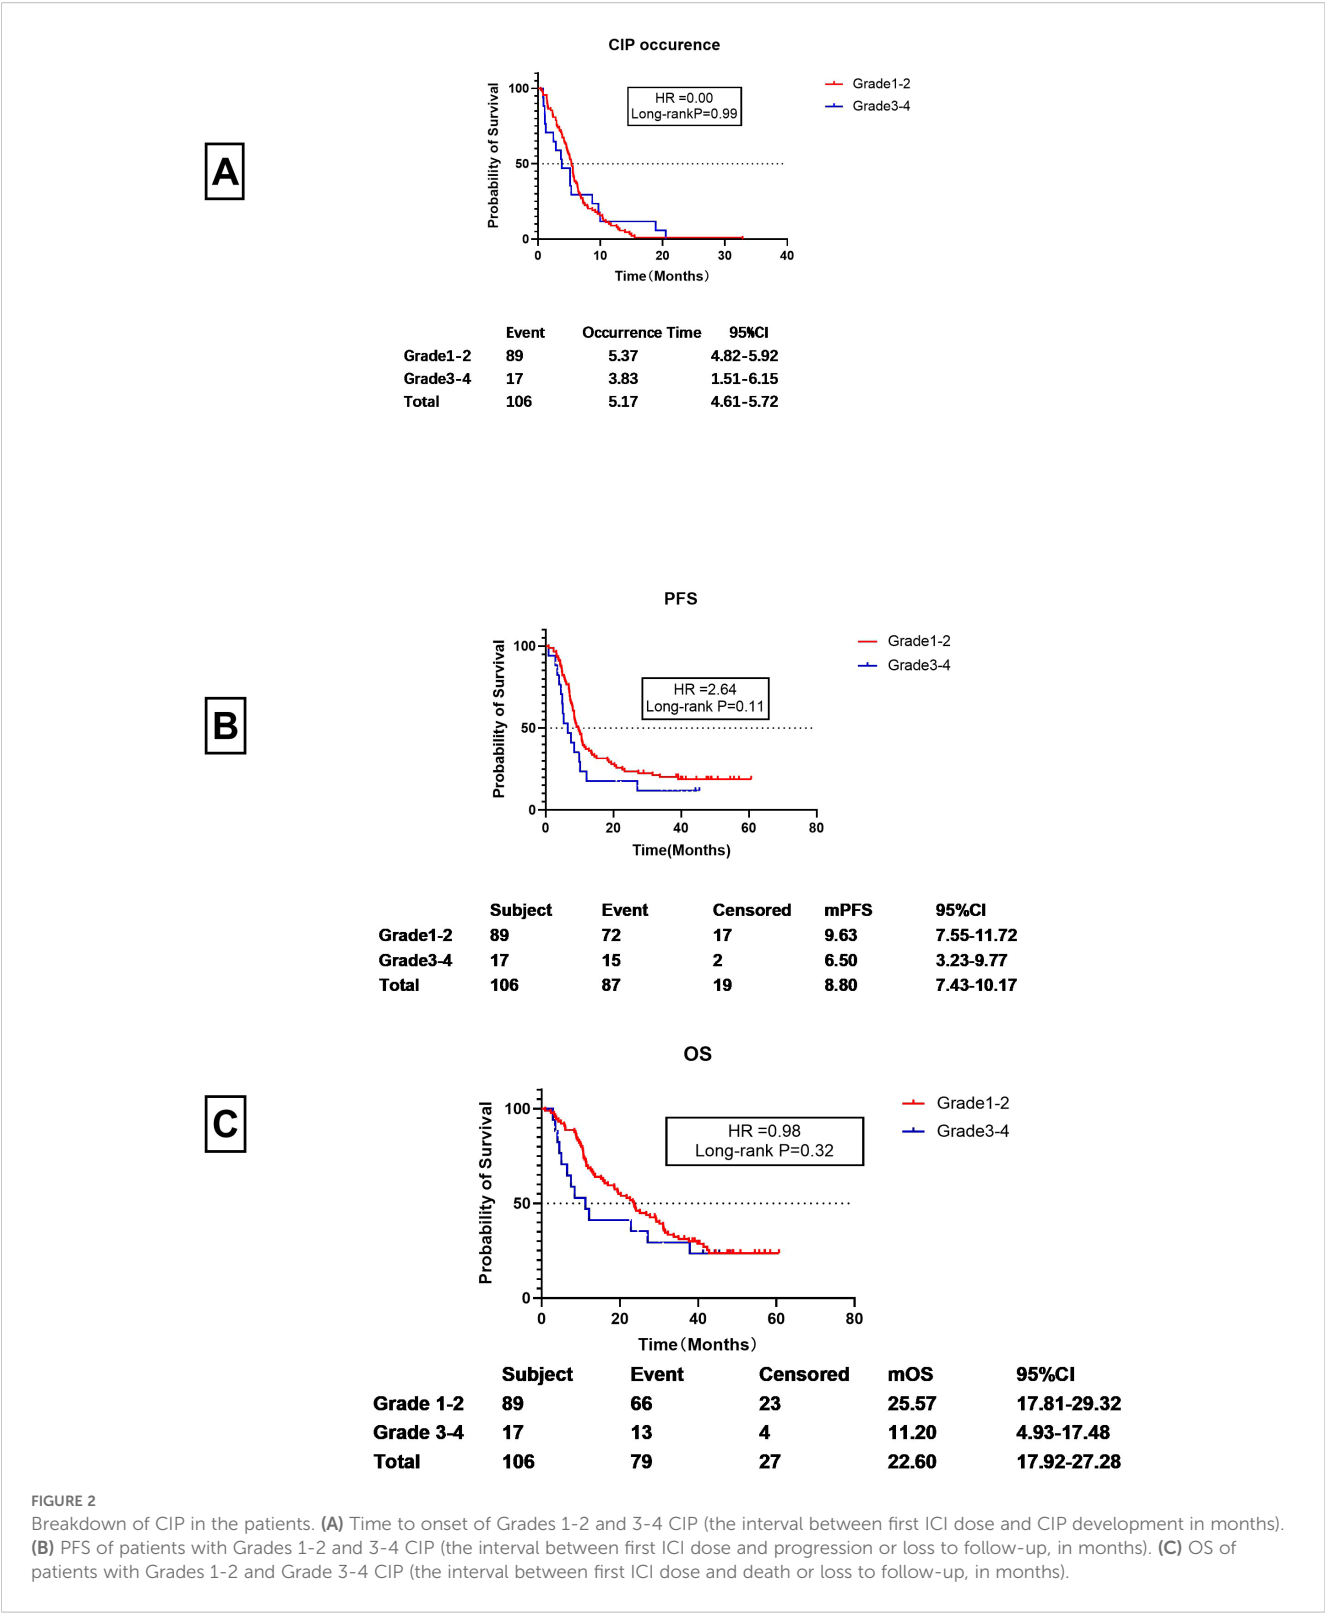 A
CIP occurence
Probability of Survival
100
50
0
0 10 20 30 40
Time（Months）
HR =0.00
Long-rankP=0.99
Grade1-2
Grade3-4
Event Occurrence Time 95%CI
Grade1-2 89 5.37 4.82-5.92
Grade3-4 17 3.83 1.51-6.15
Total 106 5.17 4.61-5.72
B
PFS
Probability of Survival
100
50
0
0 20 40 60 80
Time(Months)
HR =2.64
Long-rank P=0.11
Grade1-2
Grade3-4
Subject Event Censored mPFS 95%CI
Grade1-2 89 72 17 9.63 7.55-11.72
Grade3-4 17 15 2 6.50 3.23-9.77
Total 106 87 19 8.80 7.43-10.17
C
OS
Probability of Survival
100
50
0
0 20 40 60 80
Time（Months）
HR =0.98
Long-rank P=0.32
Grade1-2
Grade3-4
Subject Event Censored mOS 95%CI
Grade 1-2 89 66 23 25.57 17.81-29.32
Grade 3-4 17 13 4 11.20 4.93-17.48
Total 106 79 27 22.60 17.92-27.28
FIGURE 2
Breakdown of CIP in the patients. (A) Time to onset of Grades 1-2 and 3-4 CIP (the interval between first ICI dose and CIP development in months).
(B) PFS of patients with Grades 1-2 and 3-4 CIP (the interval between first ICI dose and progression or loss to follow-up, in months). (C) OS of
patients with Grades 1-2 and Grade 3-4 CIP (the interval between first ICI dose and death or loss to follow-up, in months).